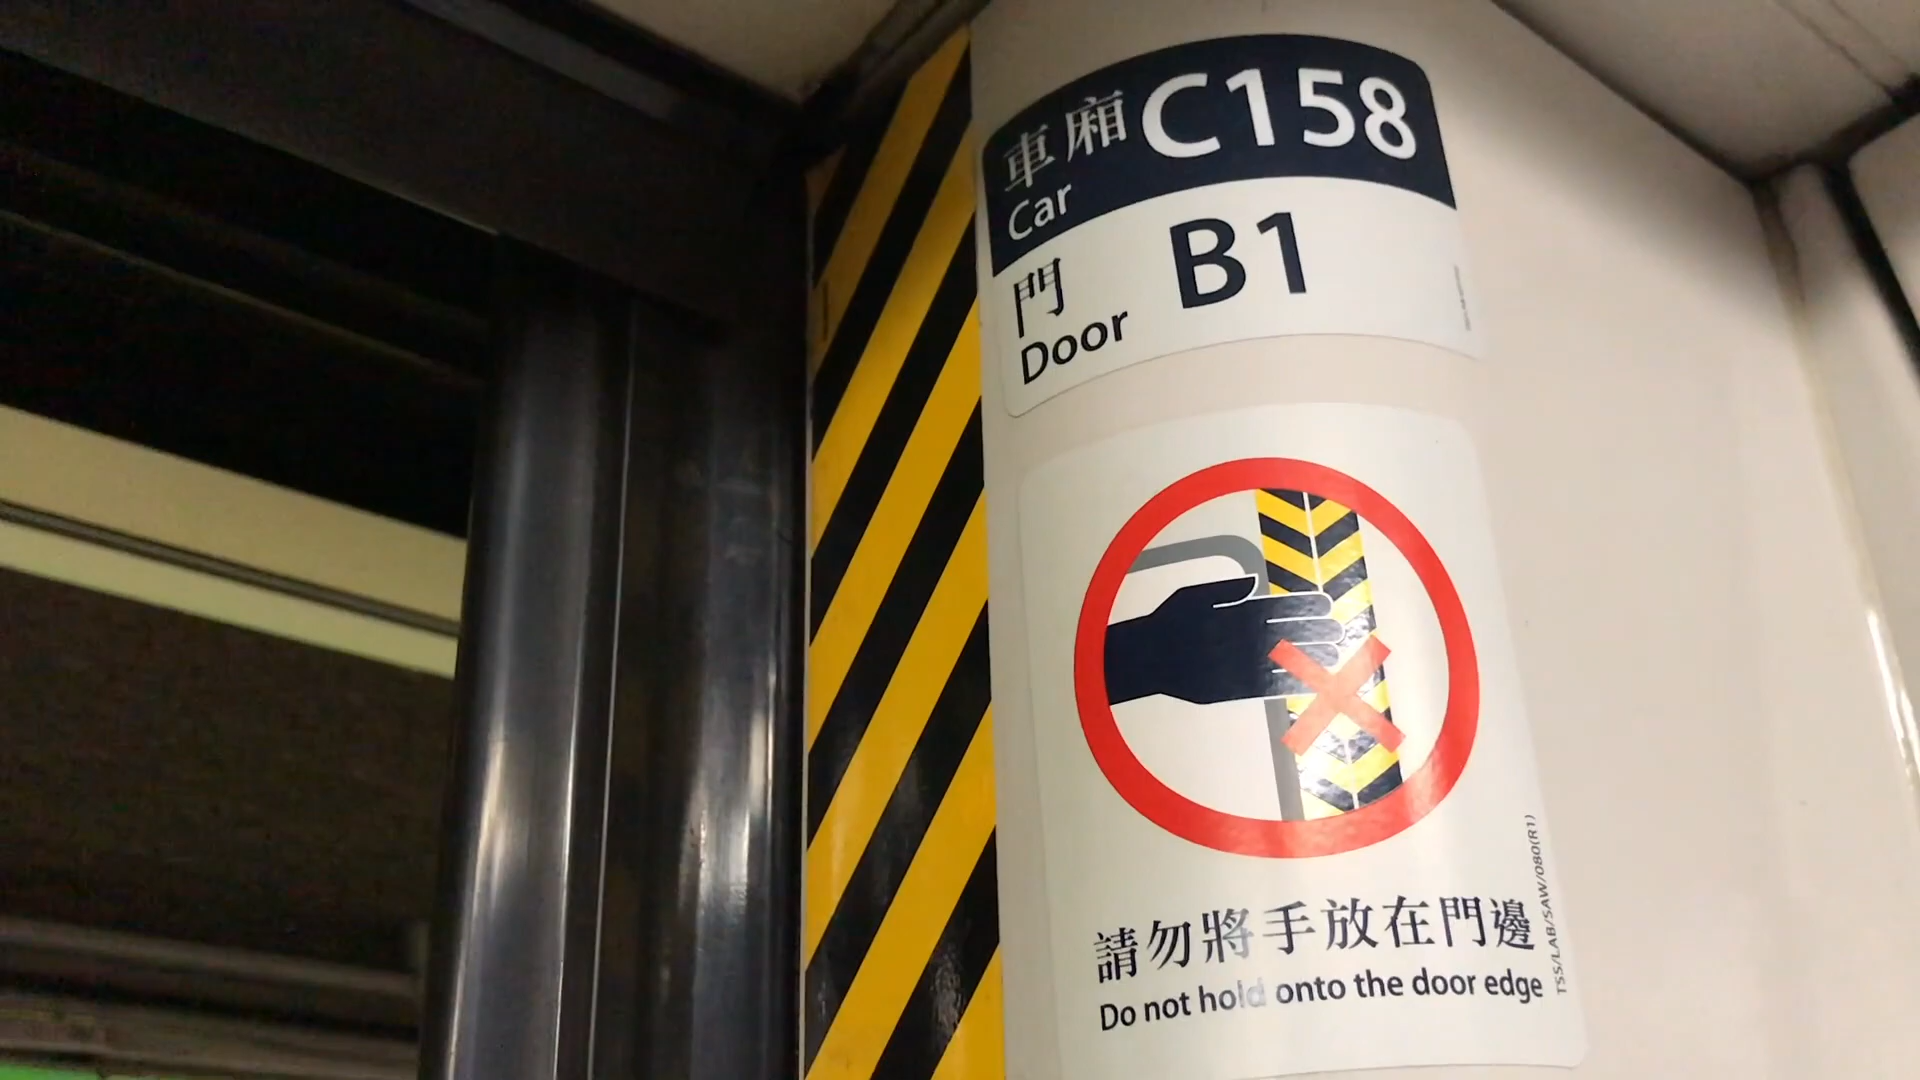 車廂 C158
Car
門 B1
Door
請勿將手放在門邊
Do not hold onto the door edge
TSS/LAB/SAW/080(R1)